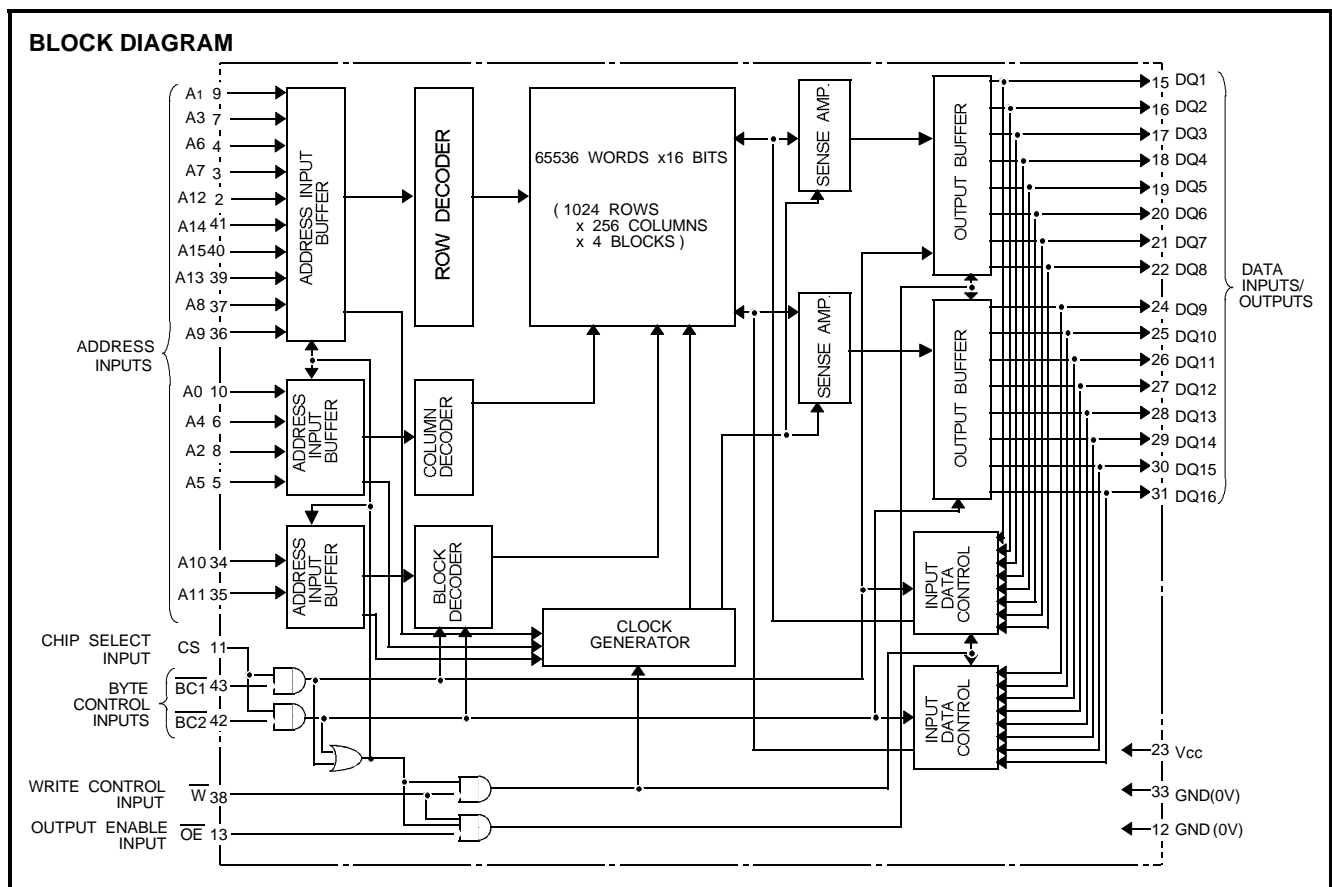 BLOCK DIAGRAM
A1 9
A3 7
A6 4
A7 3
A12 2
A14 41
A15 40
A13 39
A8 37
A9 36
ADDRESS
INPUTS
A0 10
A4 6
A2 8
A5 5
A10 34
A11 35
CHIP SELECT
INPUT
CS 11
BYTE
CONTROL
INPUTS
BC1 43
BC2 42
WRITE CONTROL
INPUT
W 38
OUTPUT ENABLE
INPUT
OE 13
ADDRESS INPUT
BUFFER
ROW DECODER
65536 WORDS x16 BITS
( 1024 ROWS
x 256 COLUMNS
x 4 BLOCKS )
ADDRESS
INPUT
BUFFER
COLUMN
DECODER
ADDRESS
INPUT
BUFFER
BLOCK
DECODER
CLOCK
GENERATOR
SENSE AMP.
SENSE AMP.
OUTPUT BUFFER
OUTPUT BUFFER
INPUT
DATA
CONTROL
INPUT
DATA
CONTROL
15 DQ1
16 DQ2
17 DQ3
18 DQ4
19 DQ5
20 DQ6
21 DQ7
22 DQ8
24 DQ9
25 DQ10
26 DQ11
27 DQ12
28 DQ13
29 DQ14
30 DQ15
31 DQ16
DATA
INPUTS/
OUTPUTS
23 Vcc
33 GND(0V)
12 GND (0V)